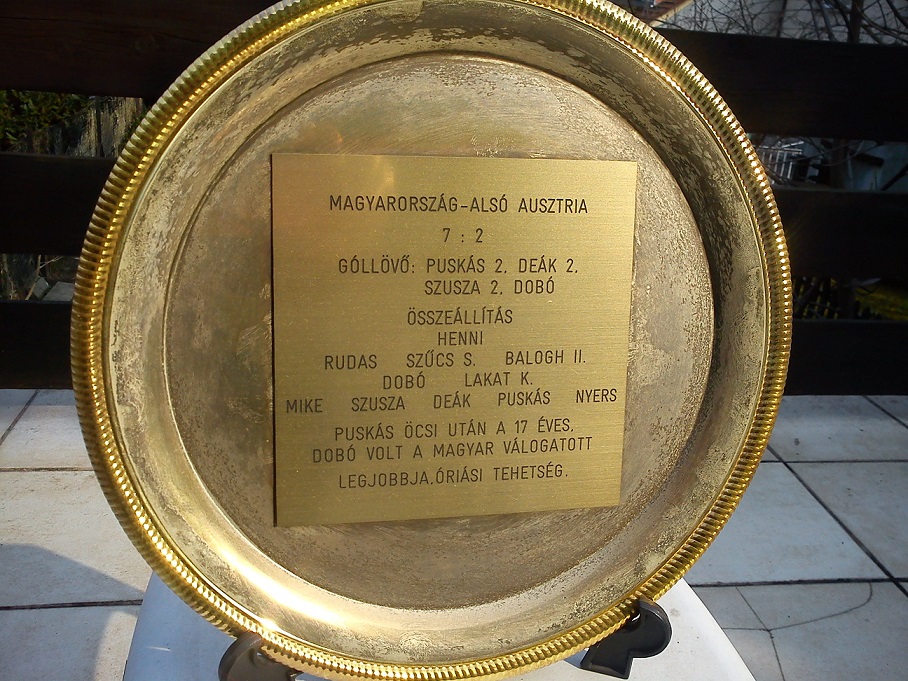 MAGYARORSZÁG-ALSÓ AUSZTRIA
7 : 2
GÓLLÖVŐ: PUSKÁS 2, DEÁK 2,
SZUSZA 2, DOBÓ
ÖSSZEÁLLÍTÁS
HENNI
RUDAS SZŰCS S. BALOGH II.
DOBÓ LAKAT K.
MIKE SZUSZA DEÁK PUSKÁS NYERS
PUSKÁS ÖCSI UTÁN A 17 ÉVES,
DOBÓ VOLT A MAGYAR VÁLOGATOTT
LEGJOBBJA.ÓRIÁSI TEHETSÉG.